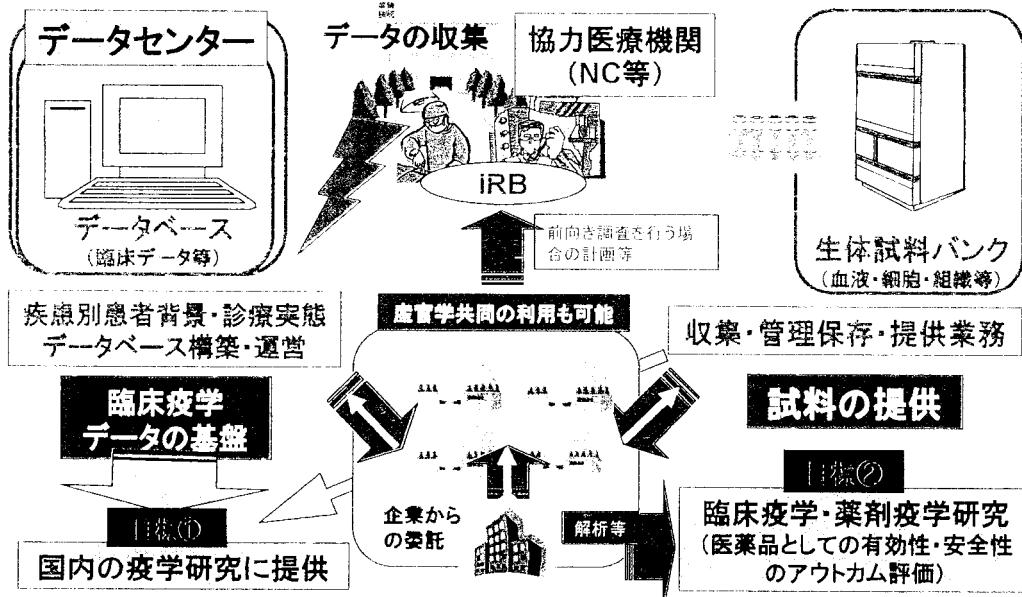 データセンター
データの収集
協力医療機関
(NC等)
iRB
データベース
(臨床データ等)
前向き調査を行う場
合の計画等
生体試料バンク
(血液・細胞・組織等)
疾患別患者背景・診療実態
データベース構築・運営
産官学共同の利用も可能
収集・管理保存・提供業務
臨床疫学
データの基盤
試料の提供
目標①
国内の疫学研究に提供
企業から
の委託
解析等
目標②
臨床疫学・薬剤疫学研究
(医薬品としての有効性・安全性
のアウトカム評価)